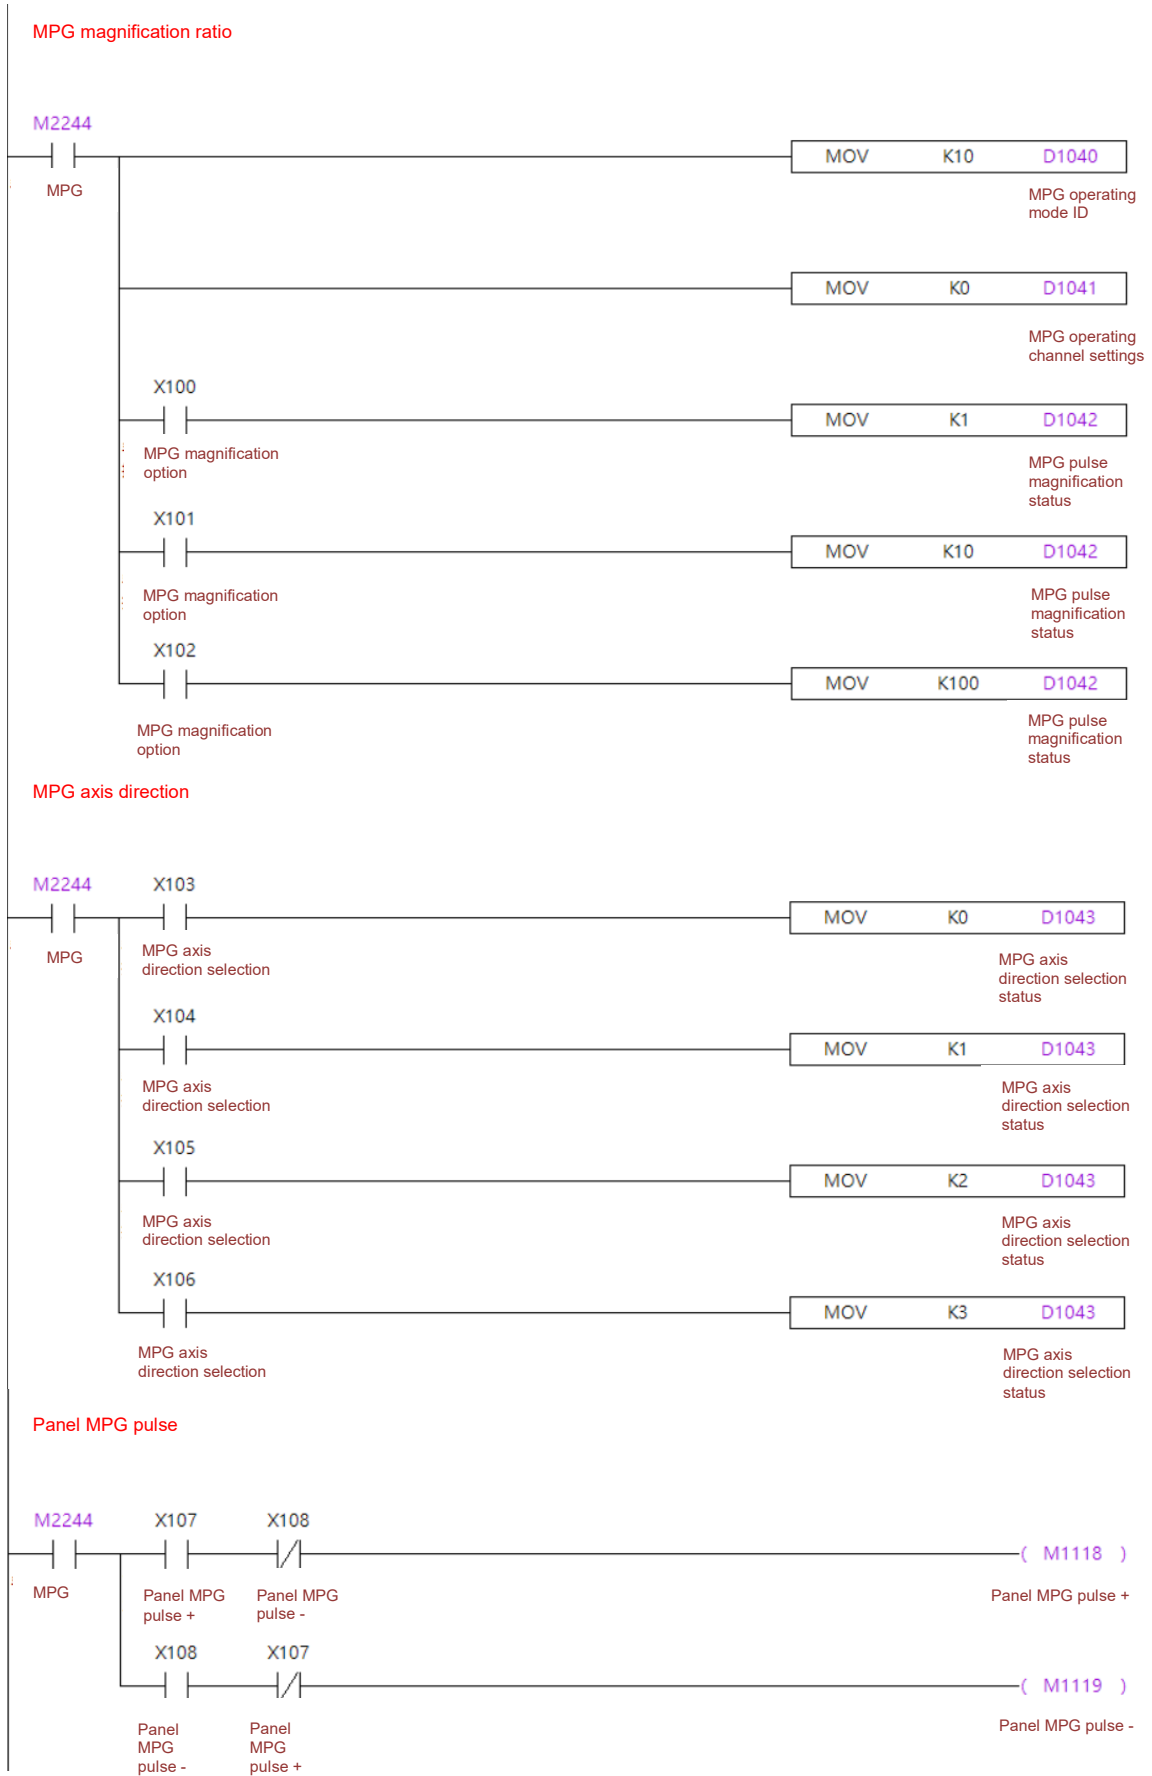 MPG magnification ratio
M2244
MOV K10 D1040
MPG
MPG operating
mode ID
MOV K0 D1041
MPG operating
channel settings
X100
MOV K1 D1042
MPG magnification
option
MPG pulse
magnification
status
X101
MOV K10 D1042
MPG magnification
option
MPG pulse
magnification
status
X102
MOV K100 D1042
MPG magnification
option
MPG pulse
magnification
status
MPG axis direction
M2244 X103
MOV K0 D1043
MPG
MPG axis
direction selection
MPG axis
direction selection
status
X104
MOV K1 D1043
MPG axis
direction selection
MPG axis
direction selection
status
X105
MOV K2 D1043
MPG axis
direction selection
MPG axis
direction selection
status
X106
MOV K3 D1043
MPG axis
direction selection
MPG axis
direction selection
status
Panel MPG pulse
M2244 X107 X108
( M1118 )
MPG
Panel MPG
pulse +
Panel MPG
pulse -
Panel MPG pulse +
X108 X107
( M1119 )
Panel
MPG
pulse -
Panel
MPG
pulse +
Panel MPG pulse -